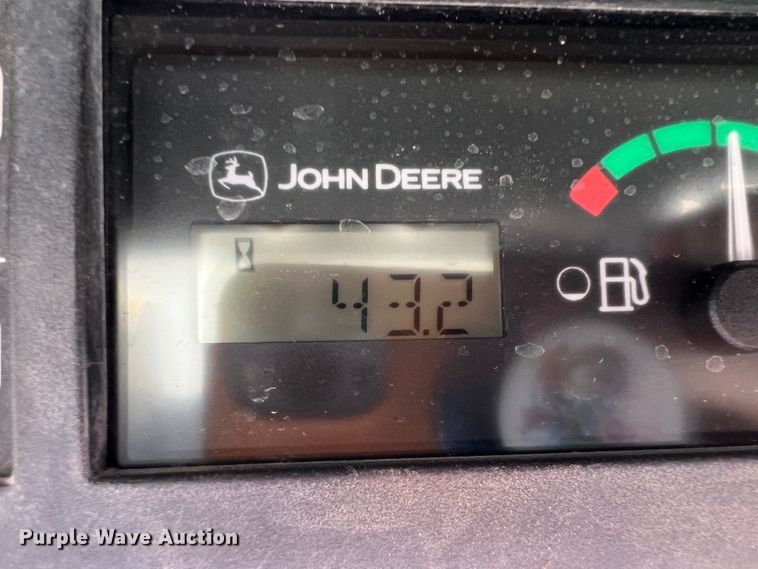 JOHN DEERE
43.2
Purple Wave Auction